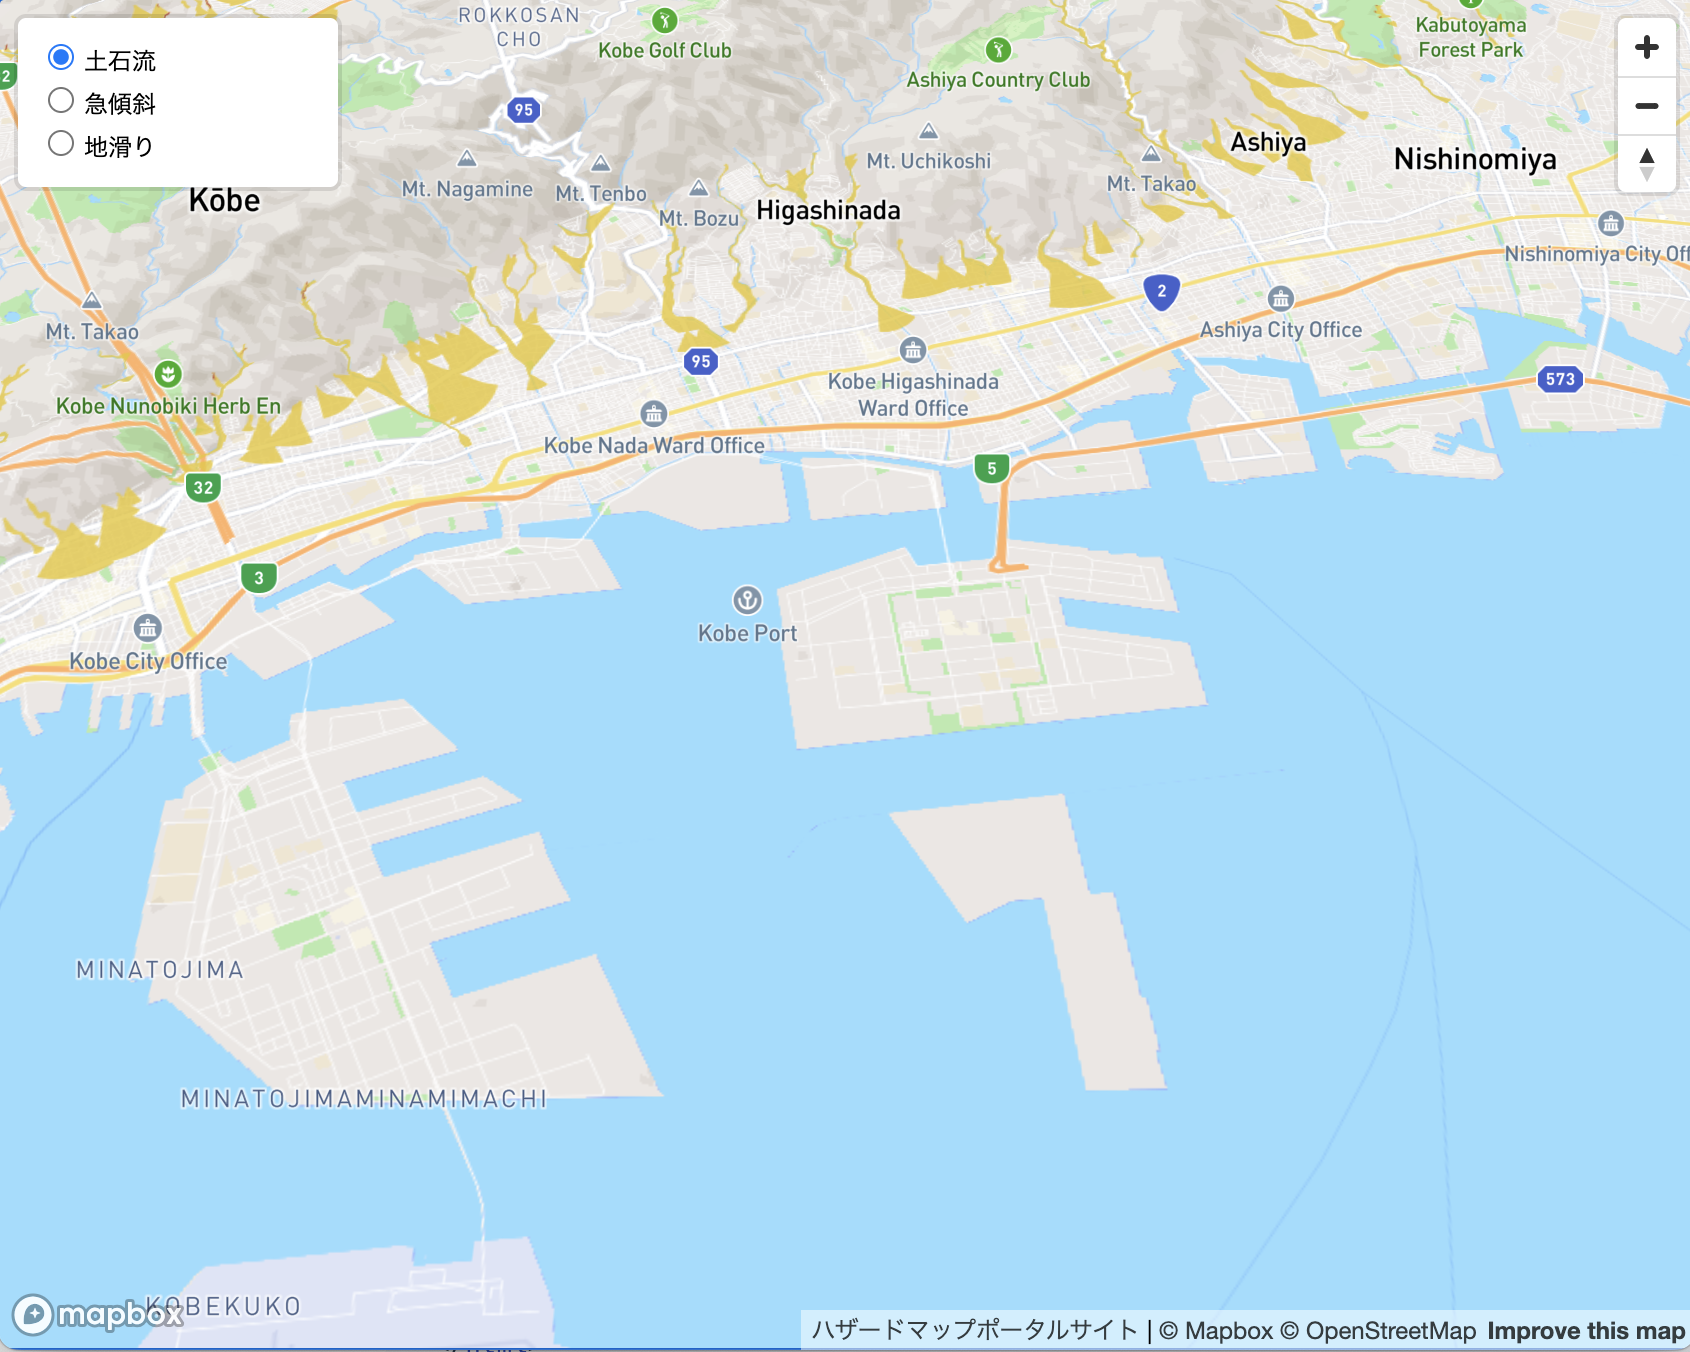 土石流
急傾斜
地滑り
2
ROKKOSAN
CHO
Kobe Golf Club
Ashiya Country Club
Kabutoyama
Forest Park
95
Mt. Nagamine
Mt. Tenbo
Mt. Bozu
Mt. Uchikoshi
Mt. Takao
Ashiya
Nishinomiya
Kōbe
Higashinada
Nishinomiya City Off
2
Ashiya City Office
Mt. Takao
95
Kobe Higashinada
Ward Office
573
Kobe Nunobiki Herb En
Kobe Nada Ward Office
5
32
3
Kobe Port
Kobe City Office
MINATOJIMA
MINATOJIMAMINAMIMACHI
KOBEKUKO
mapbox
ハザードマップポータルサイト | © Mapbox © OpenStreetMap Improve this map